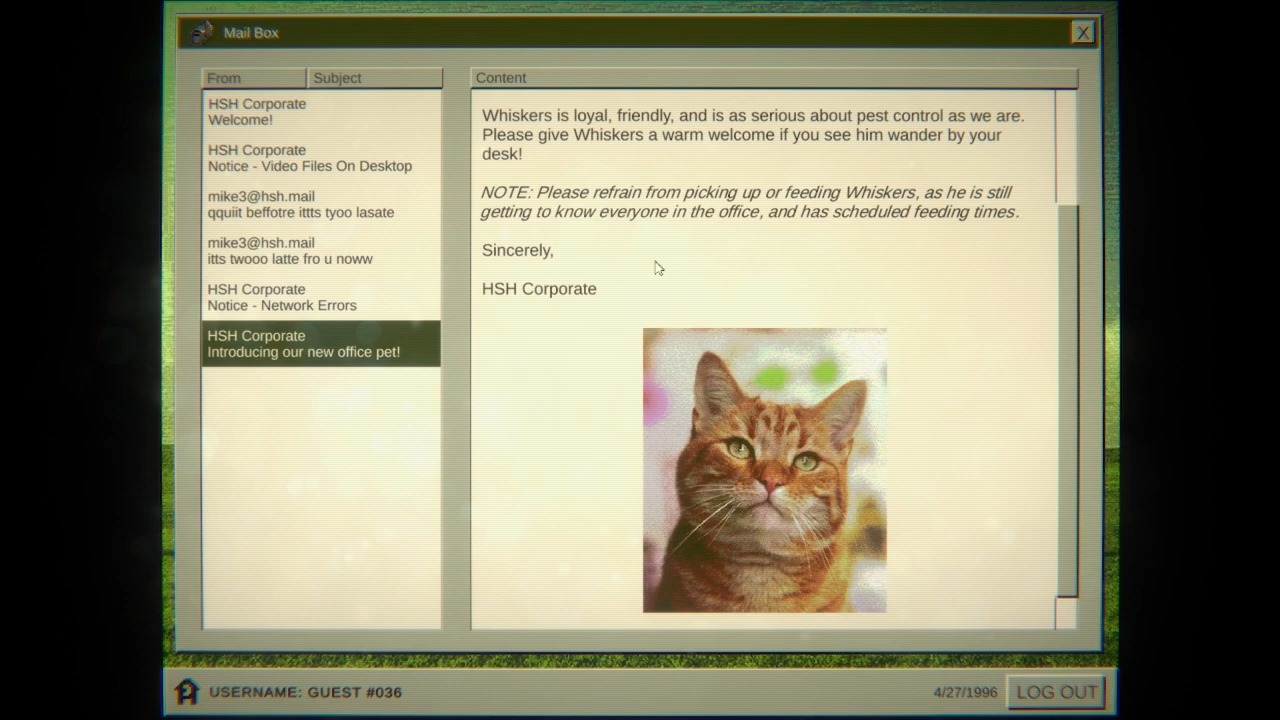 Mail Box
X
From
Subject
Content
HSH Corporate
Welcome!
HSH Corporate
Notice - Video Files On Desktop
mike3@hsh.mail
qquiit beffotre ittts tyoo lasate
mike3@hsh.mail
itts twooo latte fro u noww
HSH Corporate
Notice - Network Errors
HSH Corporate
Introducing our new office pet!
Whiskers is loyal, friendly, and is as serious about pest control as we are.
Please give Whiskers a warm welcome if you see him wander by your
desk!
NOTE: Please refrain from picking up or feeding Whiskers, as he is still
getting to know everyone in the office, and has scheduled feeding times.
Sincerely,
HSH Corporate
USERNAME: GUEST #036
4/27/1996
LOG OUT